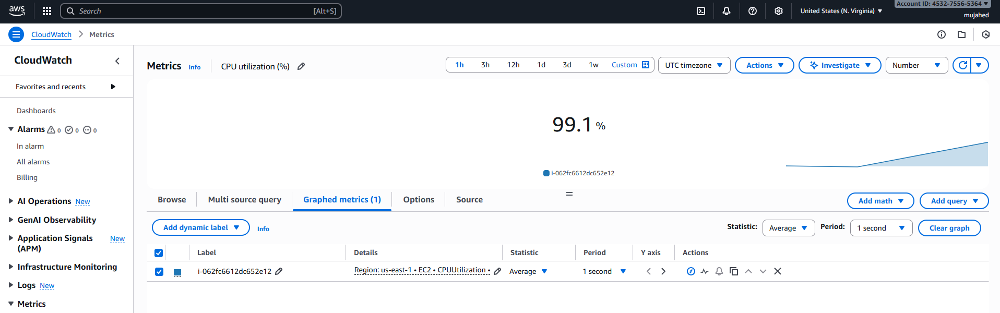 aws
Search [Alt+S]
United States (N. Virginia)
Account ID: 4532-7556-5364
mujahed
CloudWatch
Metrics
CloudWatch
Favorites and recents
Dashboards
Alarms 0 0 0
In alarm
All alarms
Billing
AI Operations New
GenAI Observability
Application Signals (APM) New
Infrastructure Monitoring
Logs New
Metrics
Metrics Info CPU utilization (%)
1h 3h 12h 1d 3d 1w Custom
UTC timezone
Actions
Investigate
Number
99.1 %
i-062fc6612dc652e12
Browse
Multi source query
Graphed metrics (1)
Options
Source
Add math
Add query
Add dynamic label Info
Statistic: Average Period: 1 second Clear graph
Label Details Statistic Period Y axis Actions
i-062fc6612dc652e12 Region: us-east-1 • EC2 • CPUUtilization • Average 1 second